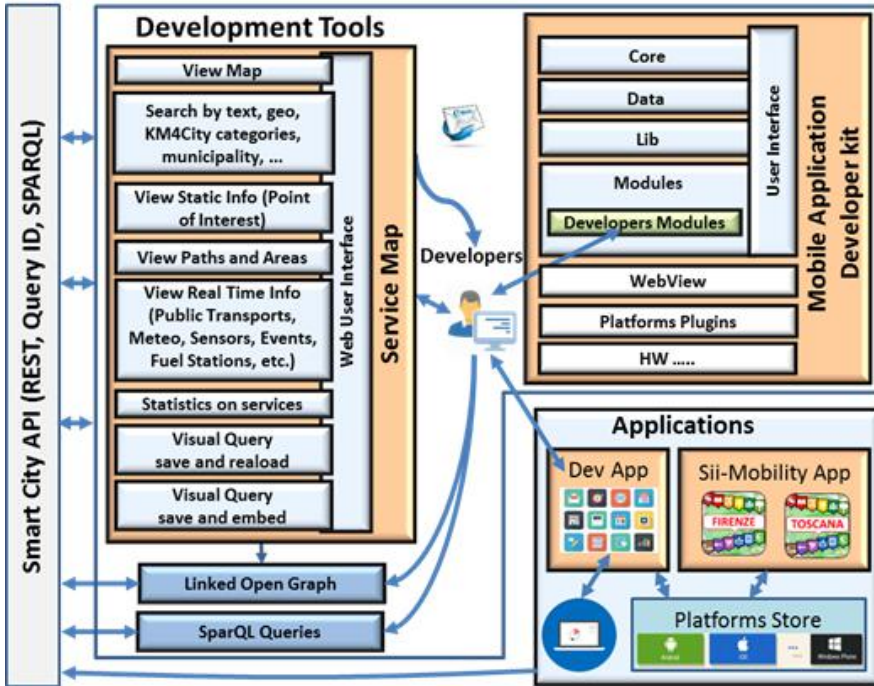 Smart City API (REST, Query ID, SPARQL)
Development Tools
View Map
Search by text, geo,
KM4City categories,
municipality, ...
View Static Info (Point
of Interest)
View Paths and Areas
View Real Time Info
(Public Transports,
Meteo, Sensors, Events,
Fuel Stations, etc.)
Statistics on services
Visual Query
save and reaload
Visual Query
save and embed
Web User Interface
Service Map
Linked Open Graph
SparQL Queries
Developers
Core
Data
Lib
Modules
Developers Modules
User Interface
WebView
Platforms Plugins
HW .....
Mobile Application
Developer kit
Applications
Dev App
Sii-Mobility App
FIRENZE
TOSCANA
Platforms Store
Android
iOS
...
Windows Phone